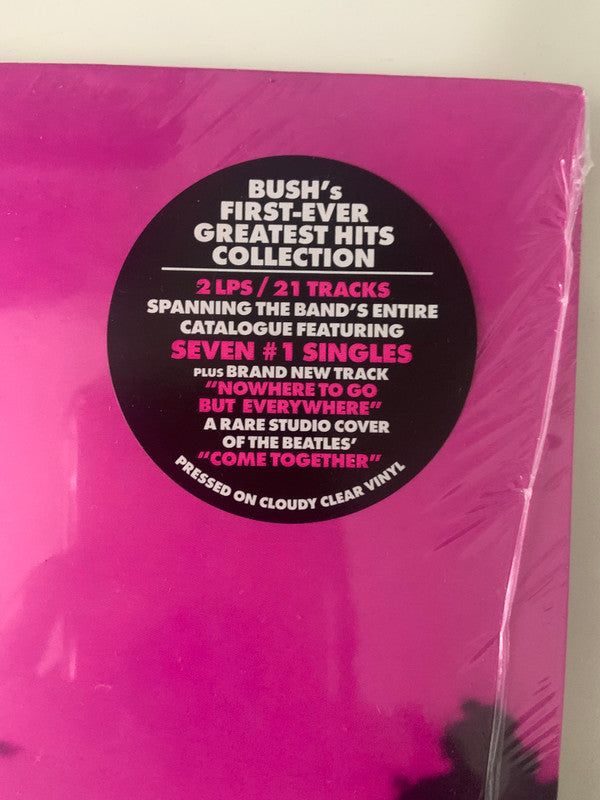 BUSH's
FIRST-EVER
GREATEST HITS
COLLECTION
2 LPS / 21 TRACKS
SPANNING THE BAND'S ENTIRE
CATALOGUE FEATURING
SEVEN #1 SINGLES
PLUS BRAND NEW TRACK
"NOWHERE TO GO
BUT EVERYWHERE"
A RARE STUDIO COVER
OF THE BEATLES'
"COME TOGETHER"
PRESSED ON CLOUDY CLEAR VINYL